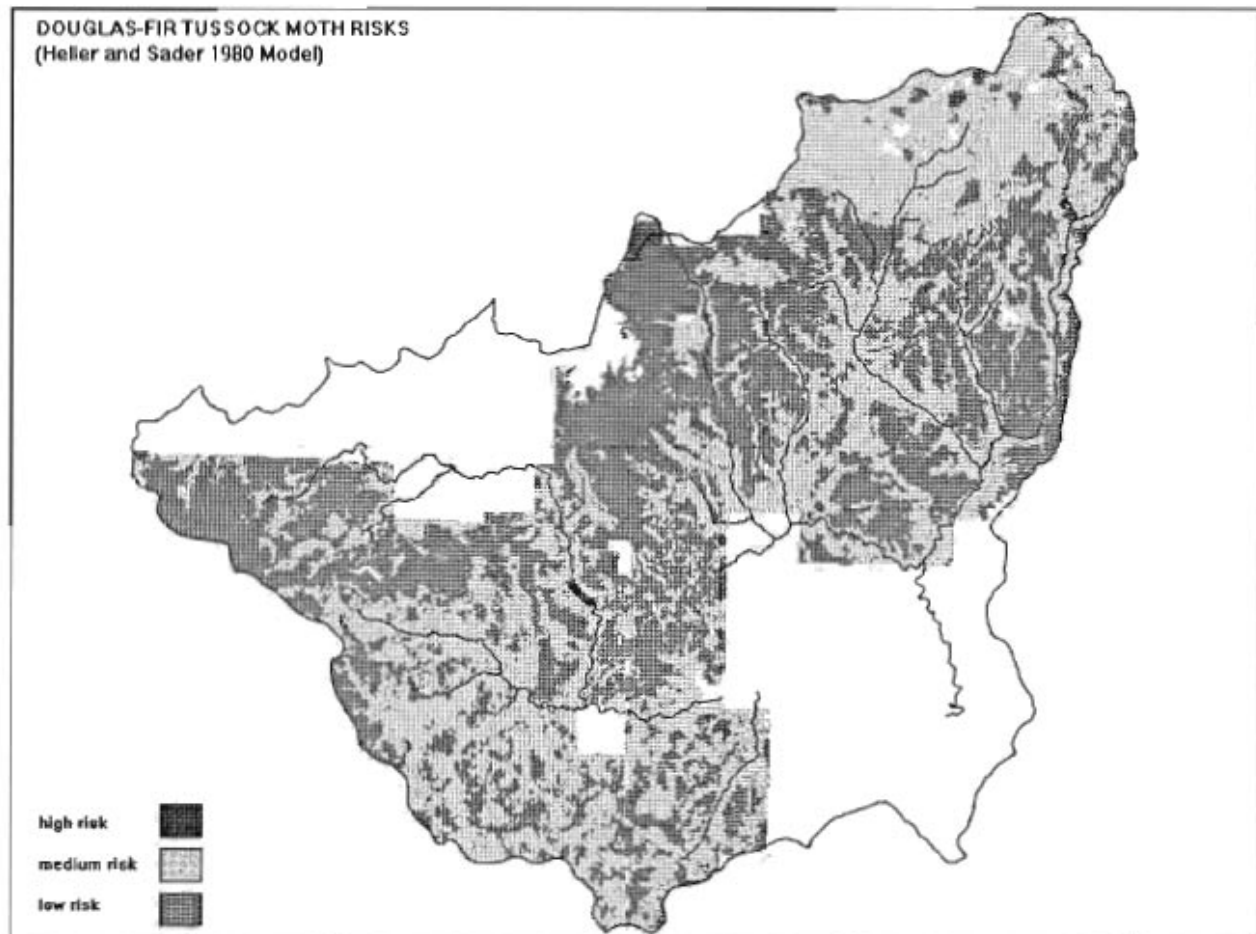 DOUGLAS-FIR TUSSOCK MOTH RISKS
(Heller and Sader 1980 Model)
high risk
medium risk
low risk